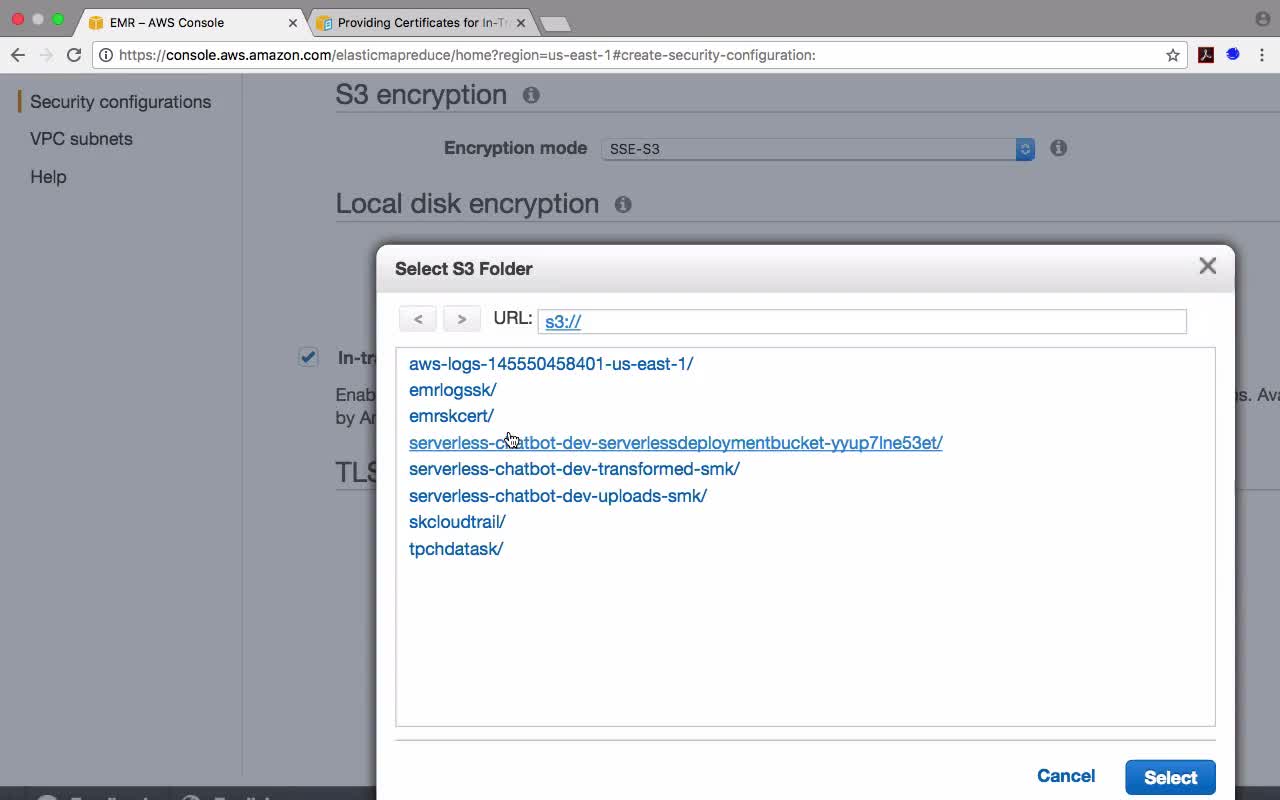 EMR – AWS Console
Providing Certificates for In-Tr
https://console.aws.amazon.com/elasticmapreduce/home?region=us-east-1#create-security-configuration:
Security configurations
VPC subnets
Help
S3 encryption
Encryption mode
SSE-S3
Local disk encryption
Select S3 Folder
< > URL: s3://
aws-logs-145550458401-us-east-1/
emrlogssk/
emrskcert/
serverless-chatbot-dev-serverlessdeploymentbucket-yyup7lne53et/
serverless-chatbot-dev-transformed-smk/
serverless-chatbot-dev-uploads-smk/
skcloudtrail/
tpchdatask/
In-tr
Enab
s. Ava
by Am
TLS
Cancel
Select